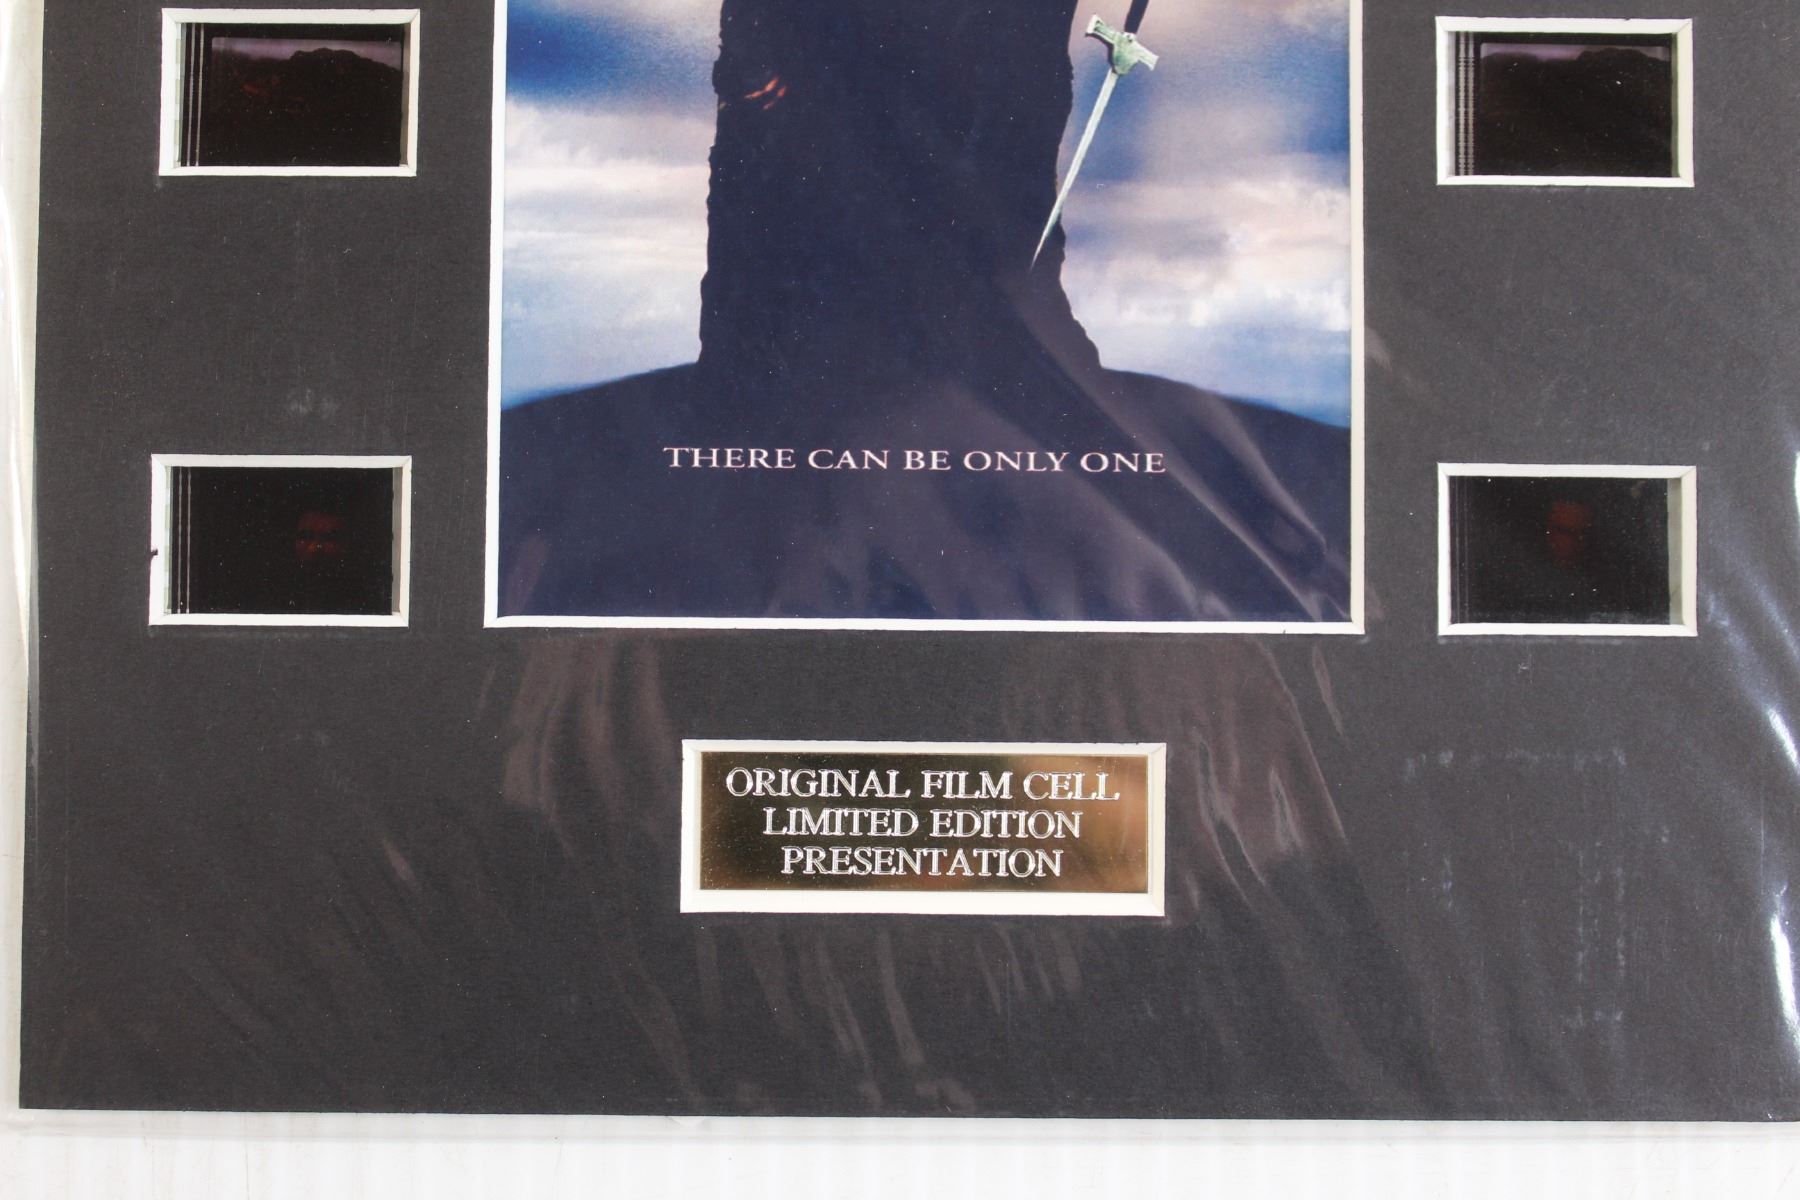 THERE CAN BE ONLY ONE
ORIGINAL FILM CELL
LIMITED EDITION
PRESENTATION